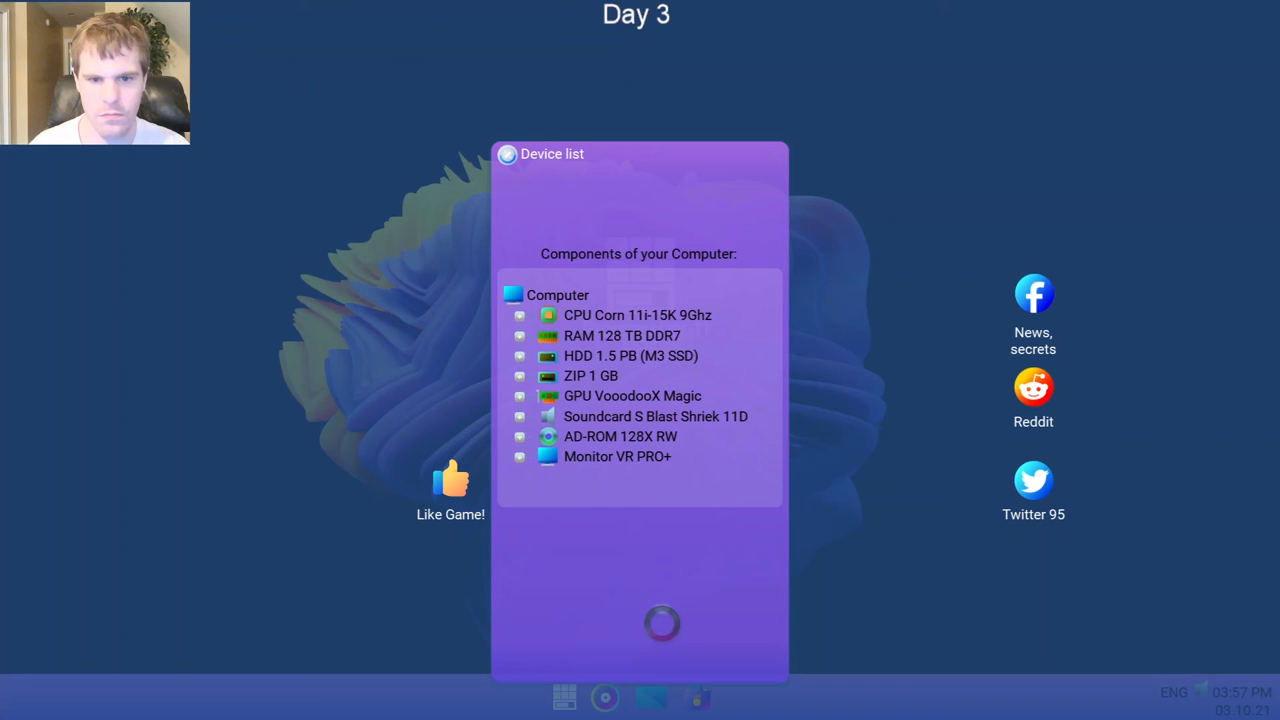 Day 3
Device list
Components of your Computer:
Computer
CPU Corn 11i-15K 9Ghz
RAM 128 TB DDR7
HDD 1.5 PB (M3 SSD)
ZIP 1 GB
GPU VooodooX Magic
Soundcard S Blast Shriek 11D
AD-ROM 128X RW
Monitor VR PRO+
Like Game!
News,
secrets
Reddit
Twitter 95
ENG 03:57 PM
03.10.21